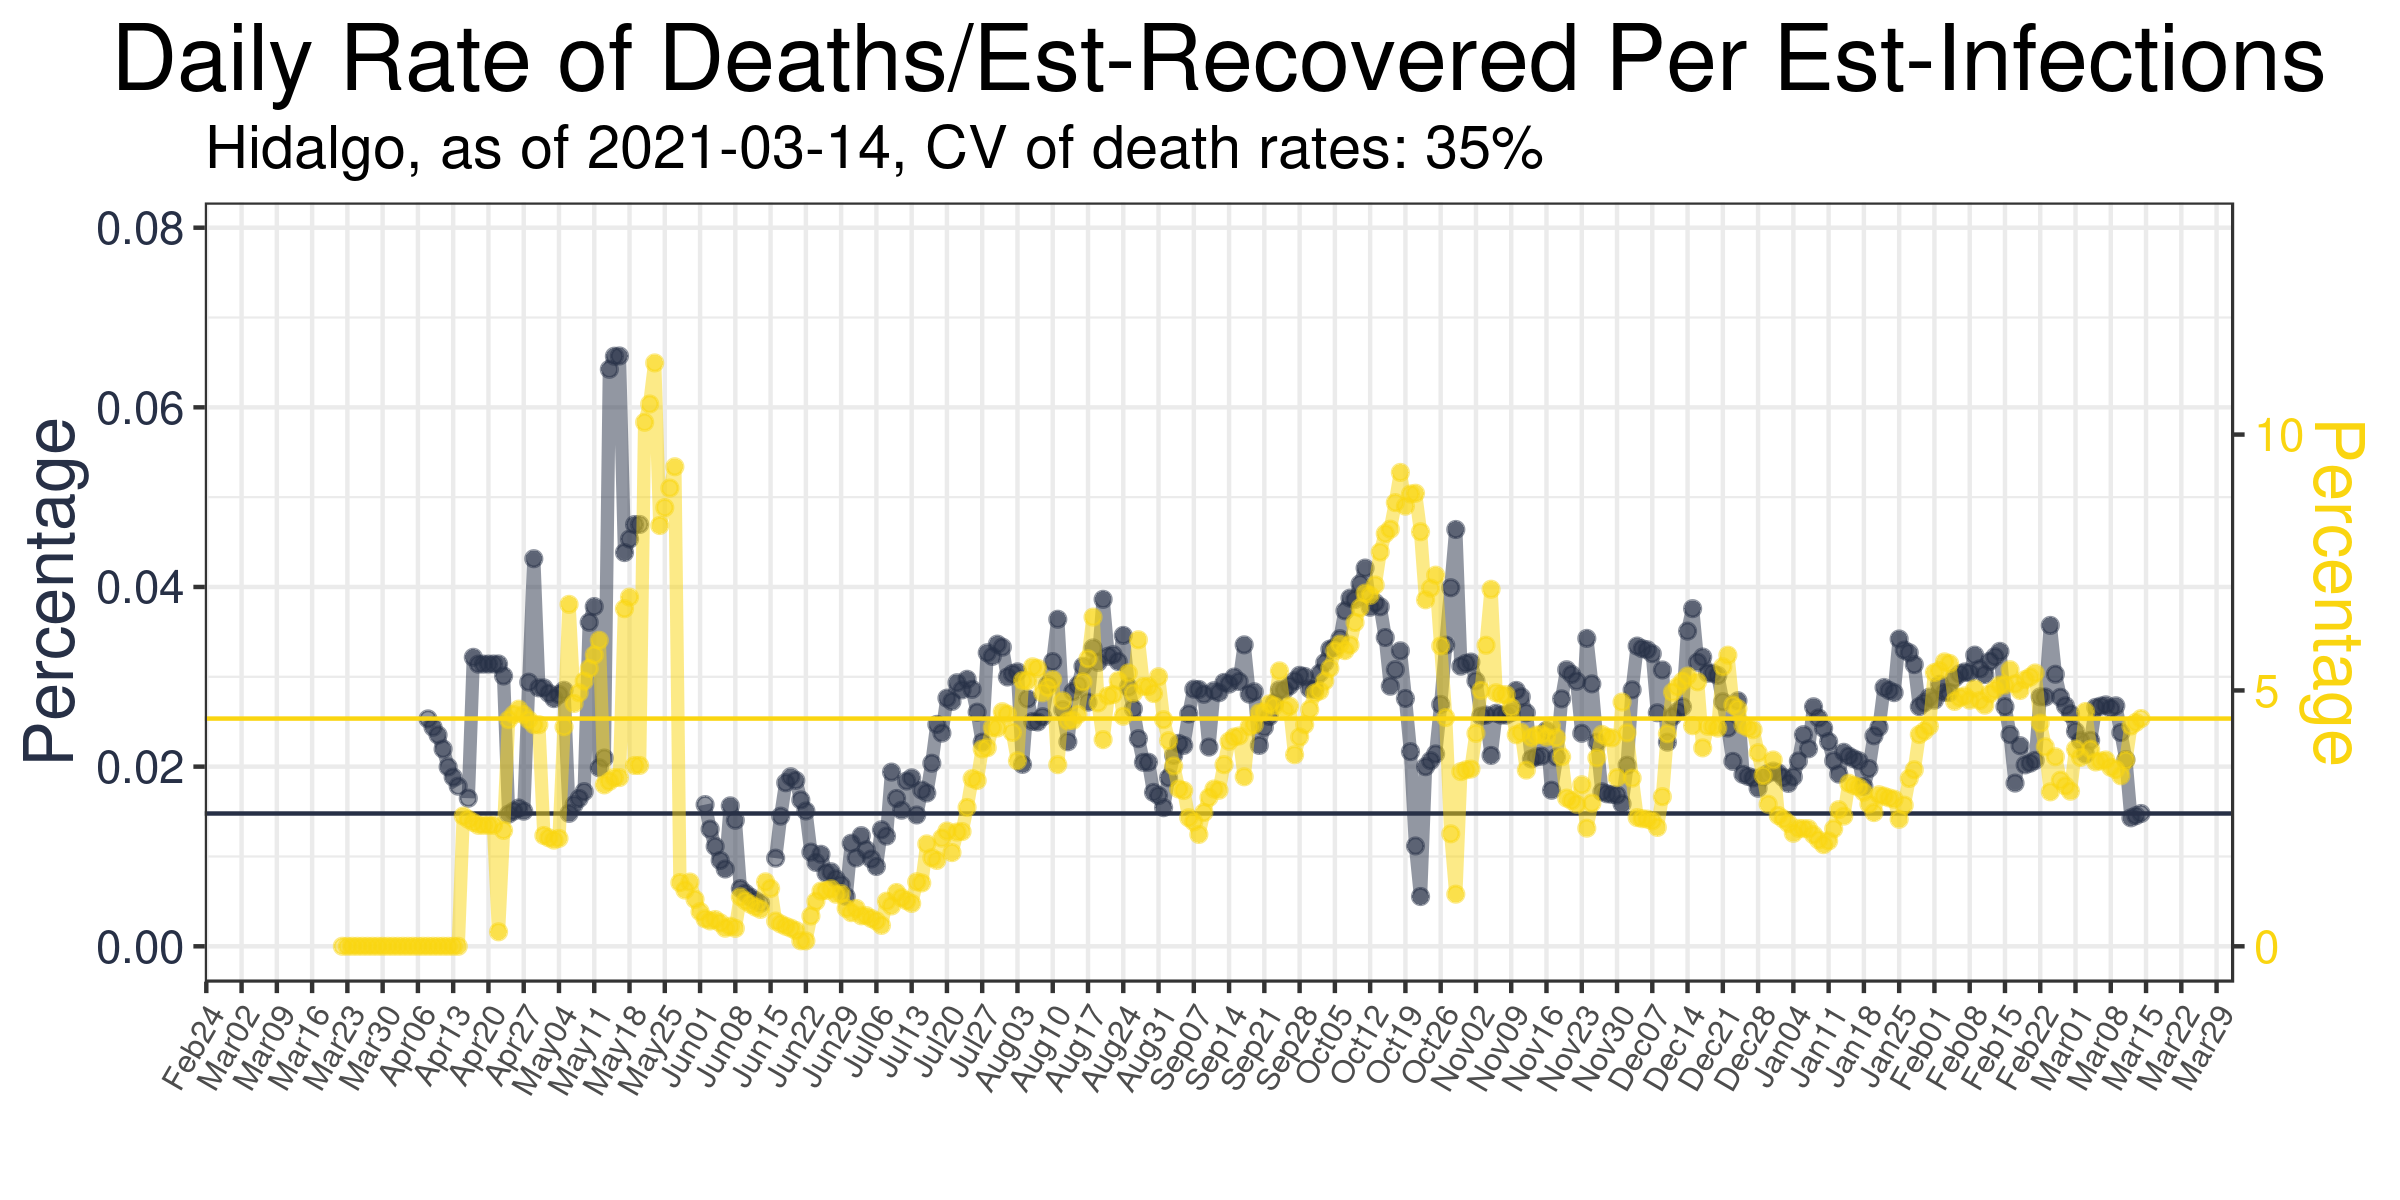 Daily Rate of Deaths/Est-Recovered Per Est-Infections
Hidalgo, as of 2021-03-14, CV of death rates: 35%
Percentage
0.08
0.06
0.04
0.02
0.00
10
5
0
Percentage
Feb24 Mar02 Mar09 Mar16 Mar23 Mar30 Apr06 Apr13 Apr20 Apr27 May04 May11 May18 May25 Jun01 Jun08 Jun15 Jun22 Jun29 Jul06 Jul13 Jul20 Jul27 Aug03 Aug10 Aug17 Aug24 Aug31 Sep07 Sep14 Sep21 Sep28 Oct05 Oct12 Oct19 Oct26 Nov02 Nov09 Nov16 Nov23 Nov30 Dec07 Dec14 Dec21 Dec28 Jan04 Jan11 Jan18 Jan25 Feb01 Feb08 Feb15 Feb22 Mar01 Mar08 Mar15 Mar22 Mar29